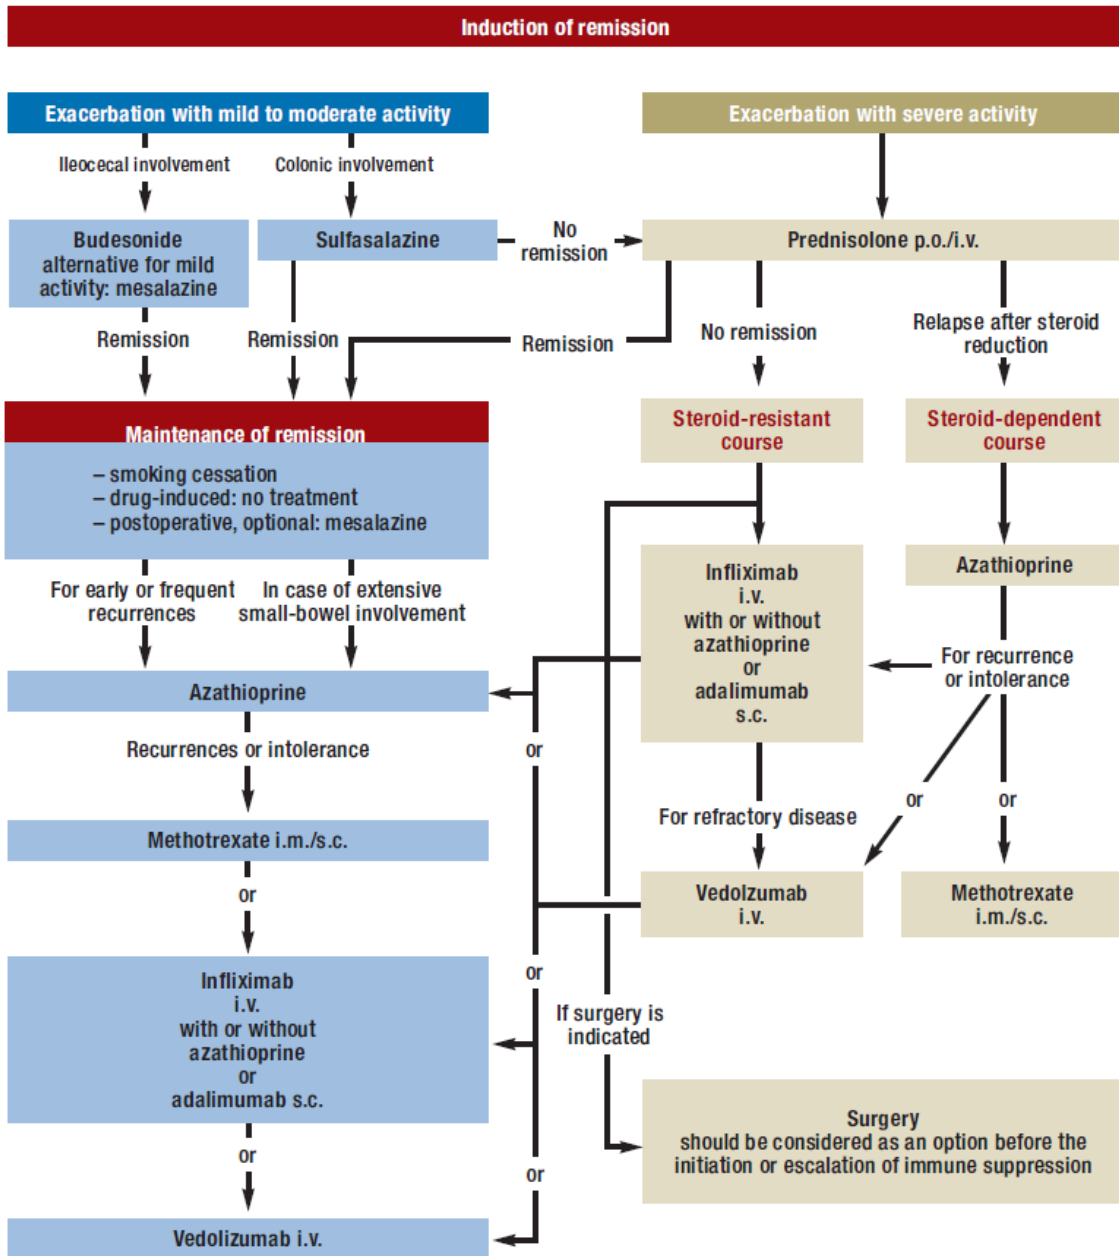 Induction of remission
Exacerbation with mild to moderate activity
Exacerbation with severe activity
Ileocecal involvement
Colonic involvement
Budesonide
alternative for mild
activity: mesalazine
Sulfasalazine
No
remission
Prednisolone p.o./i.v.
Remission
Remission
Remission
No remission
Relapse after steroid
reduction
Maintenance of remission
– smoking cessation
– drug-induced: no treatment
– postoperative, optional: mesalazine
Steroid-resistant
course
Steroid-dependent
course
For early or frequent
recurrences
In case of extensive
small-bowel involvement
Infliximab
i.v.
with or without
azathioprine
or
adalimumab
s.c.
Azathioprine
For recurrence
or intolerance
Azathioprine
Recurrences or intolerance
or
For refractory disease
or
or
Methotrexate i.m./s.c.
or
Vedolzumab
i.v.
Methotrexate
i.m./s.c.
Infliximab
i.v.
with or without
azathioprine
or
adalimumab s.c.
or
If surgery is
indicated
Surgery
should be considered as an option before the
initiation or escalation of immune suppression
or
or
Vedolizumab i.v.